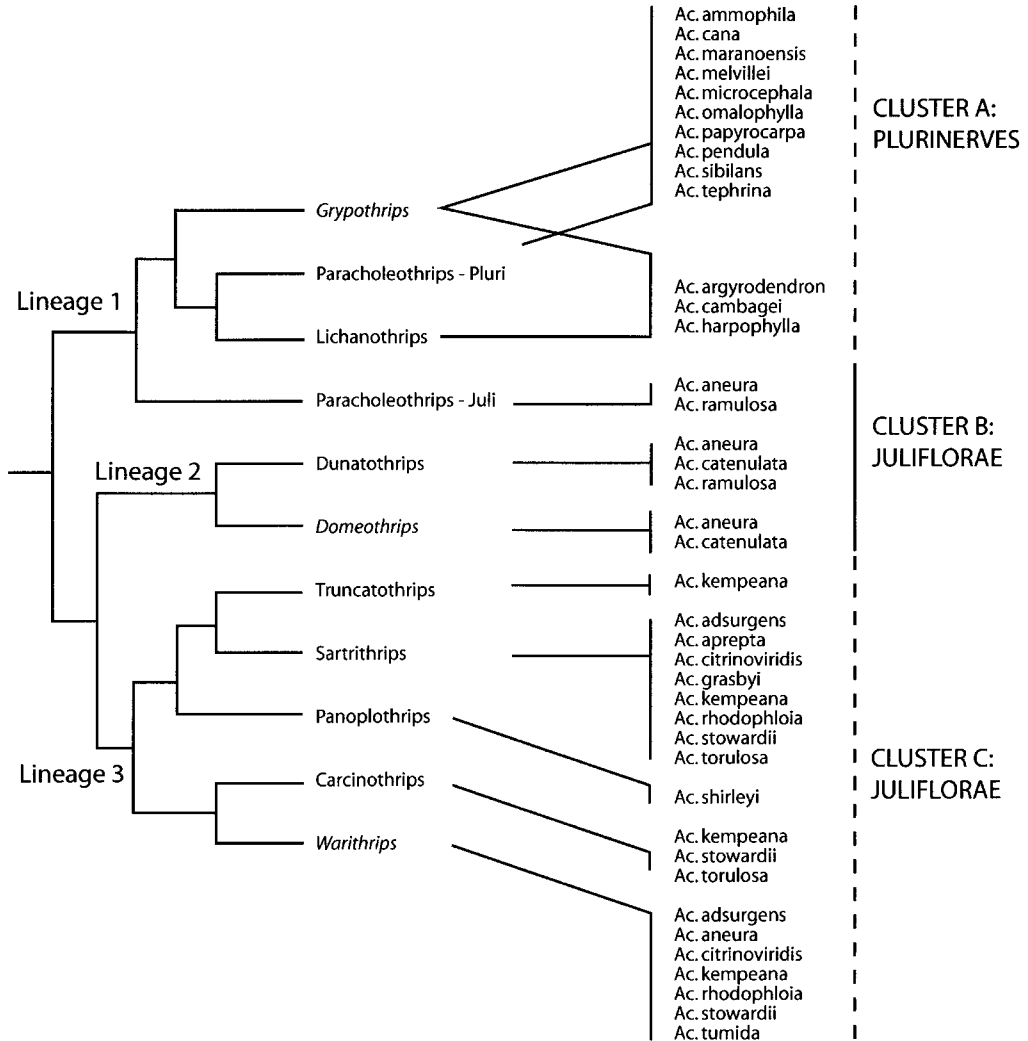 Ac. ammophila
Ac. cana
Ac. maranoensis
Ac. melvillei
Ac. microcephala
Ac. omalophylla
Ac. papyrocarpa
Ac. pendula
Ac. sibilans
Ac. tephrina
CLUSTER A:
PLURINERVES
Grypothrips
Paracholeothrips - Pluri
Lineage 1
Ac. argyrodendron
Ac. cambagei
Ac. harpophylla
Lichanothrips
Paracholeothrips - Juli
Ac. aneura
Ac. ramulosa
CLUSTER B:
JULIFLORAE
Lineage 2
Dunatothrips
Ac. aneura
Ac. catenulata
Ac. ramulosa
Domeothrips
Ac. aneura
Ac. catenulata
Truncatothrips
Ac. kempeana
Sartrithrips
Ac. adsurgens
Ac. aprepta
Ac. citrinoviridis
Ac. grasbyi
Ac. kempeana
Ac. rhodophloia
Ac. stowardii
Ac. torulosa
Panoplothrips
Ac. shirleyi
CLUSTER C:
JULIFLORAE
Lineage 3
Carcinothrips
Ac. kempeana
Ac. stowardii
Ac. torulosa
Warithrips
Ac. adsurgens
Ac. aneura
Ac. citrinoviridis
Ac. kempeana
Ac. rhodophloia
Ac. stowardii
Ac. tumida